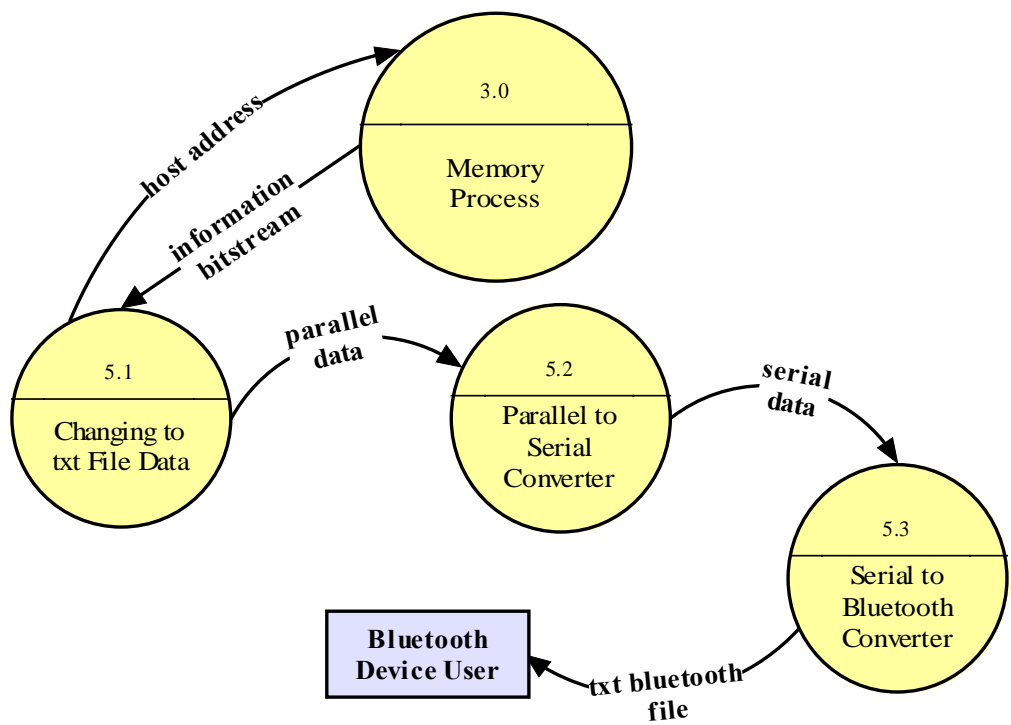 3.0
Memory
Process
host address
information
bitstream
5.1
Changing to
txt File Data
parallel
data
5.2
Parallel to
Serial
Converter
serial
data
5.3
Serial to
Bluetooth
Converter
Bluetooth
Device User
txt bluetooth
file